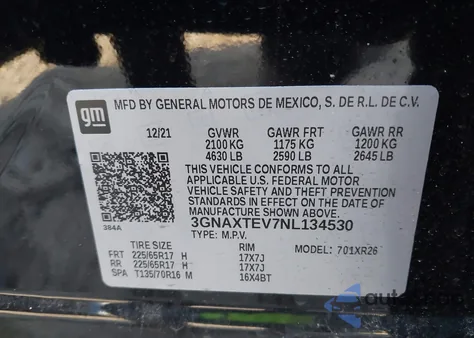 gm
MFD BY GENERAL MOTORS DE MEXICO, S. DE R.L. DE C.V.
12/21 GVWR GAWR FRT GAWR RR
2100 KG 1175 KG 1200 KG
4630 LB 2590 LB 2645 LB
THIS VEHICLE CONFORMS TO ALL
APPLICABLE U.S. FEDERAL MOTOR
VEHICLE SAFETY AND THEFT PREVENTION
STANDARDS IN EFFECT ON THE DATE OF
MANUFACTURE SHOWN ABOVE.
384A 3GNAXTEV7NL134530
TYPE: M.P.V. MODEL: 701XR26
TIRE SIZE RIM
FRT 225/65R17 H 17X7J
RR 225/65R17 H 17X7J
SPA T135/70R16 M 16X4BT